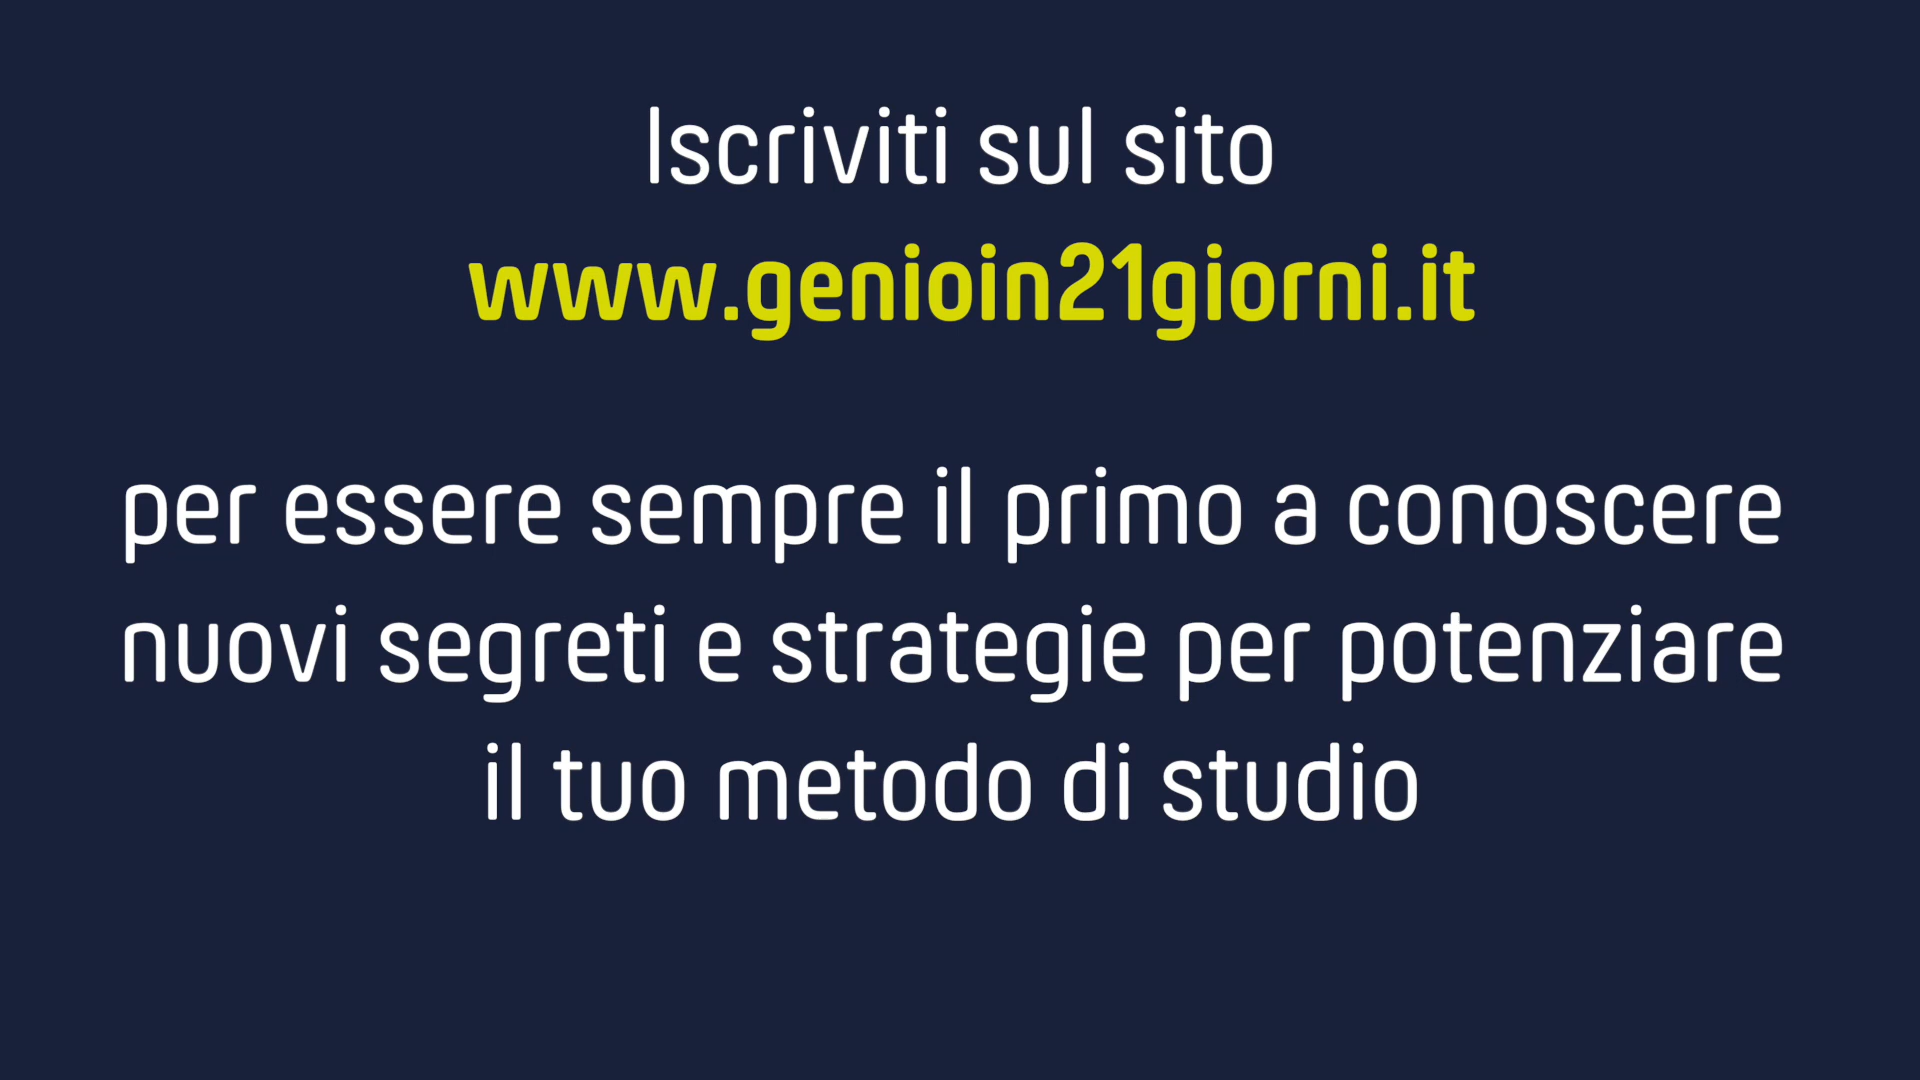 Iscriviti sul sito
www.genioin21giorni.it
per essere sempre il primo a conoscere
nuovi segreti e strategie per potenziare
il tuo metodo di studio